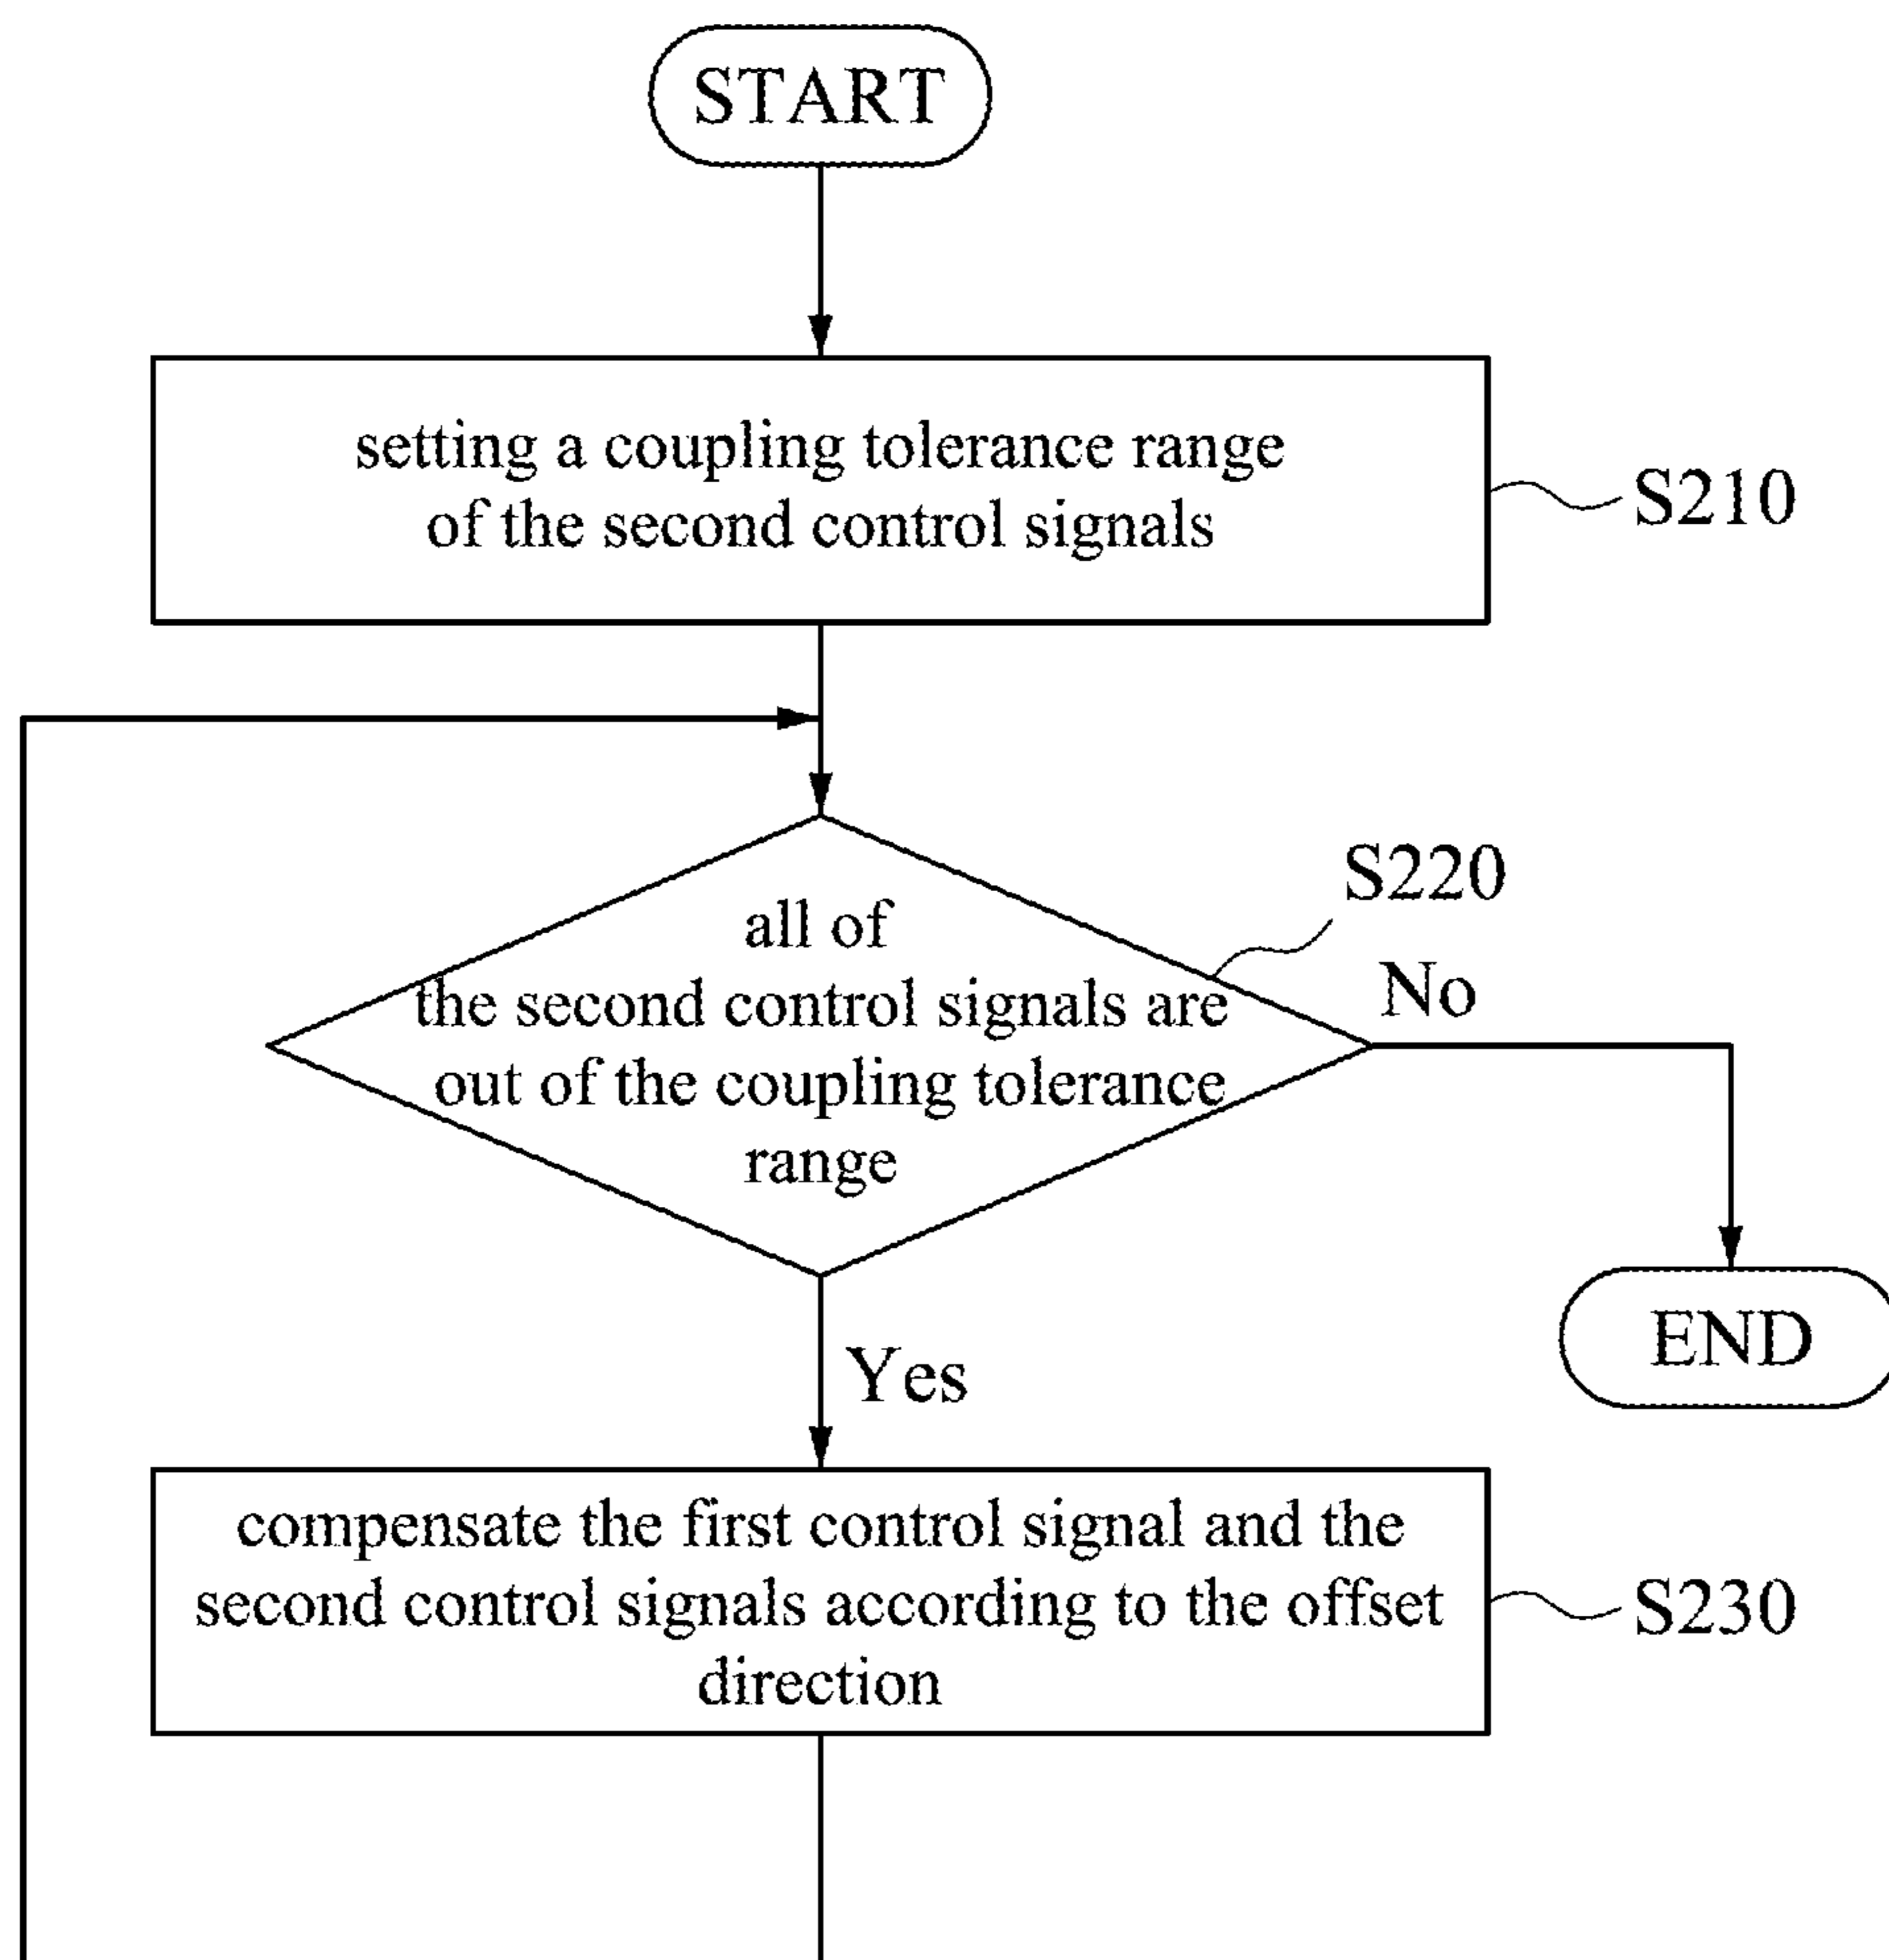 START
setting a coupling tolerance range
of the second control signals
S210
S220
all of
the second control signals are
out of the coupling tolerance
range
No
END
Yes
compensate the first control signal and the
second control signals according to the offset
direction
S230